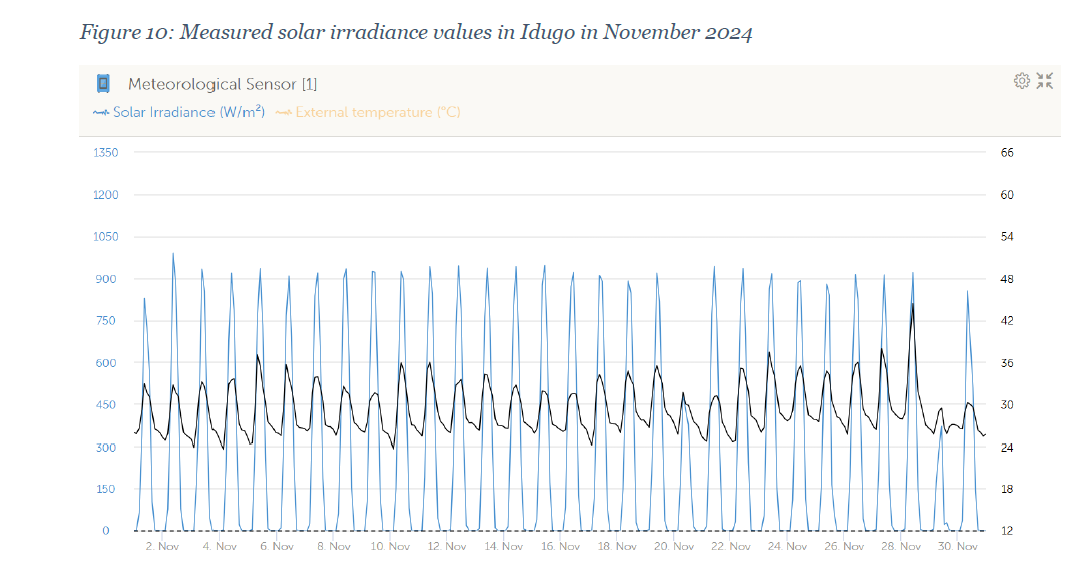 Figure 10: Measured solar irradiance values in Idugo in November 2024
Meteorological Sensor [1]
Solar Irradiance (W/m²) External temperature (°C)
1350 66
1200 60
1050 54
900 48
750 42
600 36
450 30
300 24
150 18
0 12
2. Nov 4. Nov 6. Nov 8. Nov 10. Nov 12. Nov 14. Nov 16. Nov 18. Nov 20. Nov 22. Nov 24. Nov 26. Nov 28. Nov 30. Nov